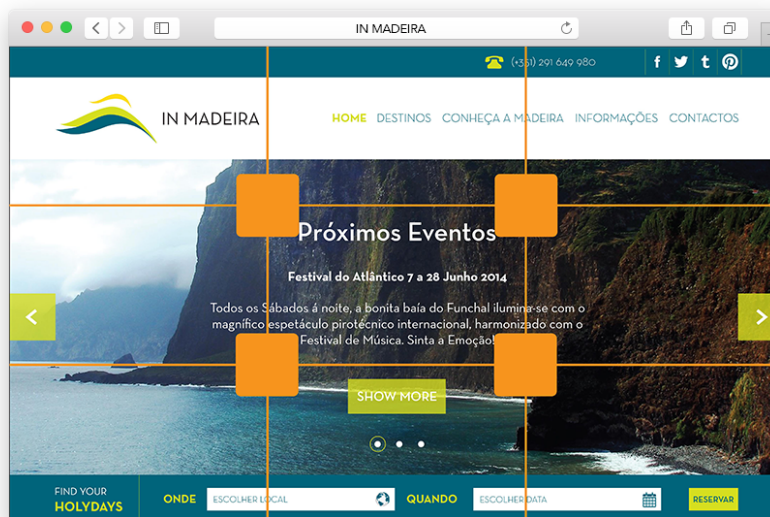 IN MADEIRA
(+351) 291 649 980
IN MADEIRA
HOME DESTINOS CONHEÇA A MADEIRA INFORMAÇÕES CONTACTOS
Próximos Eventos
Festival do Atlântico 7 a 28 Junho 2014
Todos os Sábados á noite, a bonita baía do Funchal ilumina-se com o
magnífico espetáculo pirotécnico internacional, harmonizado com o
Festival de Música. Sinta a Emoção!
SHOW MORE
FIND YOUR
HOLYDAYS
ONDE ESCOLHER LOCAL QUANDO ESCOLHER DATA RESERVAR